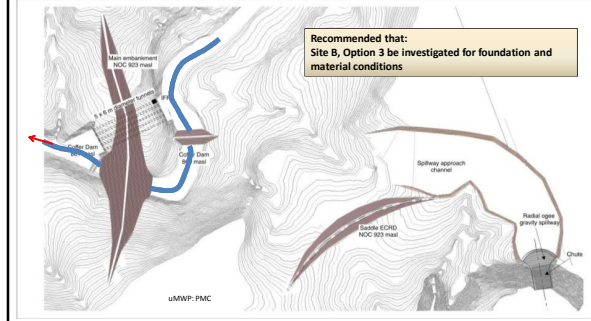 Recommended that:
Site B, Option 3 be investigated for foundation and
material conditions
Main embankment
NOC 923 masl
5 x 6 m diameter tunnels
Coffer Dam
masl
Coffer Dam
masl
Spillway approach
channel
Saddle ECRD
NOC 923 masl
Radial ogee
gravity spillway
Chute
uMWP: PMC